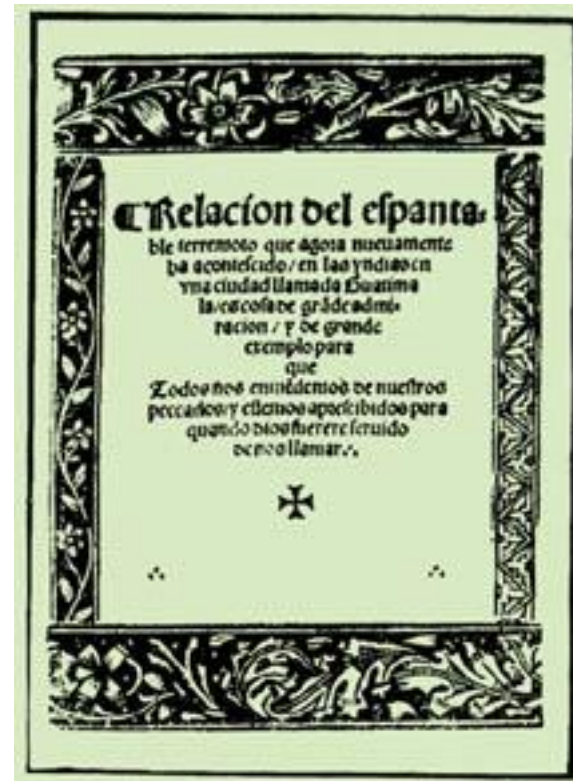 Relacion del eſpanta-
ble terremoto que agora nueuamente
ha aconteſcido / en las yndias en
vna ciudad llamada Guatima
la / es coſa de grãde admi-
racion / y de grande
exemplo para
que
Todos nos enmẽdemos de nueſtros
peccados / y eſtemos apeſcibidos para
quando dios fuere ſeruido
de nos llamar.